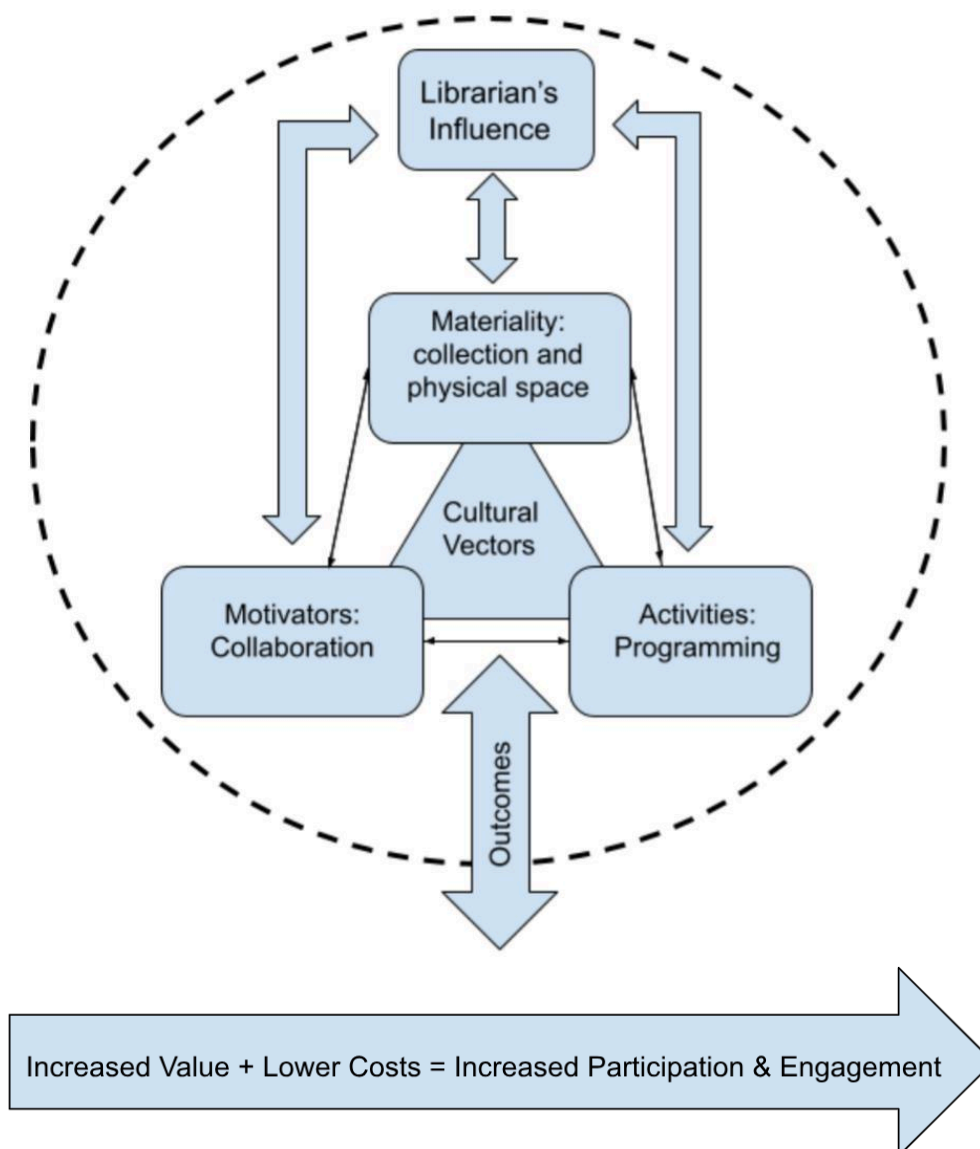 Librarian's
Influence
Materiality:
collection and
physical space
Cultural
Vectors
Motivators:
Collaboration
Activities:
Programming
Outcomes
Increased Value + Lower Costs = Increased Participation & Engagement